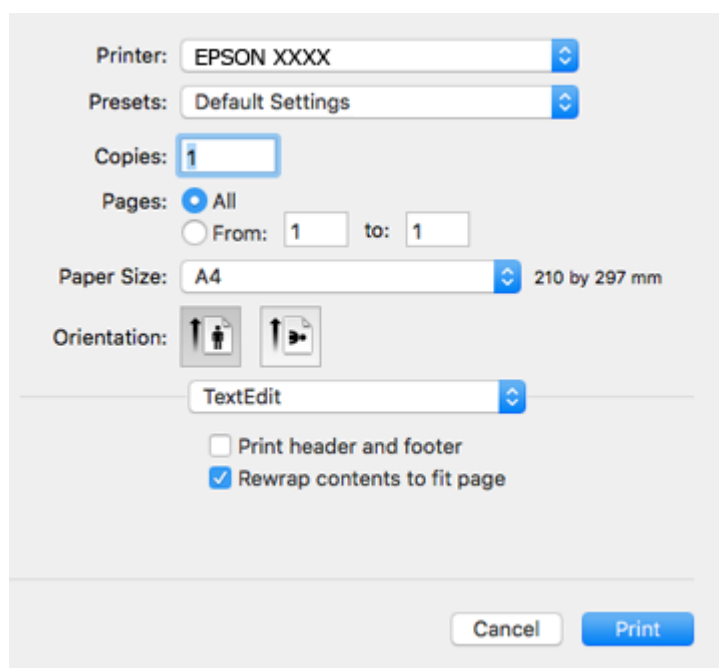 Printer: EPSON XXXX
Presets: Default Settings
Copies: 1
Pages: All
From: 1 to: 1
Paper Size: A4 210 by 297 mm
Orientation:
TextEdit
Print header and footer
Rewrap contents to fit page
Cancel Print